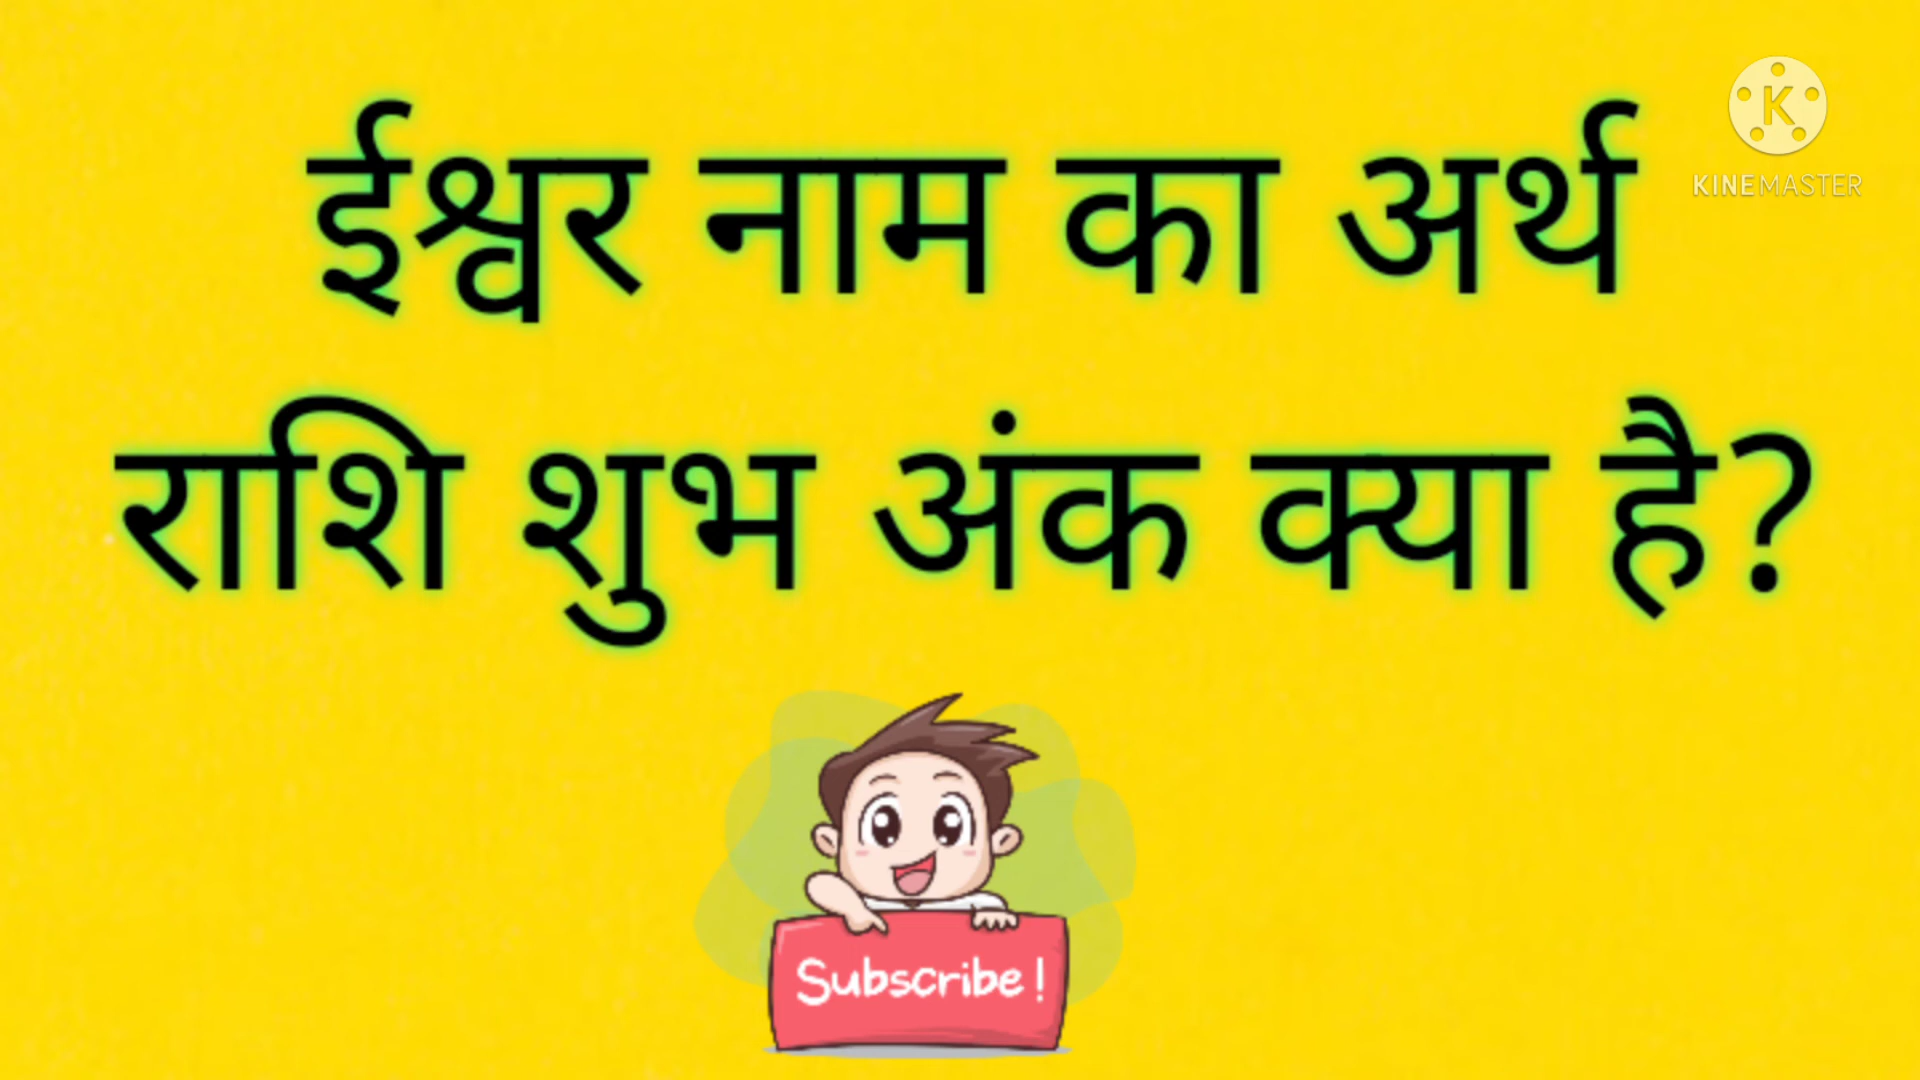 ईश्वर नाम का अर्थ
K
KINEMASTER
राशि शुभ अंक क्या है?
Subscribe!